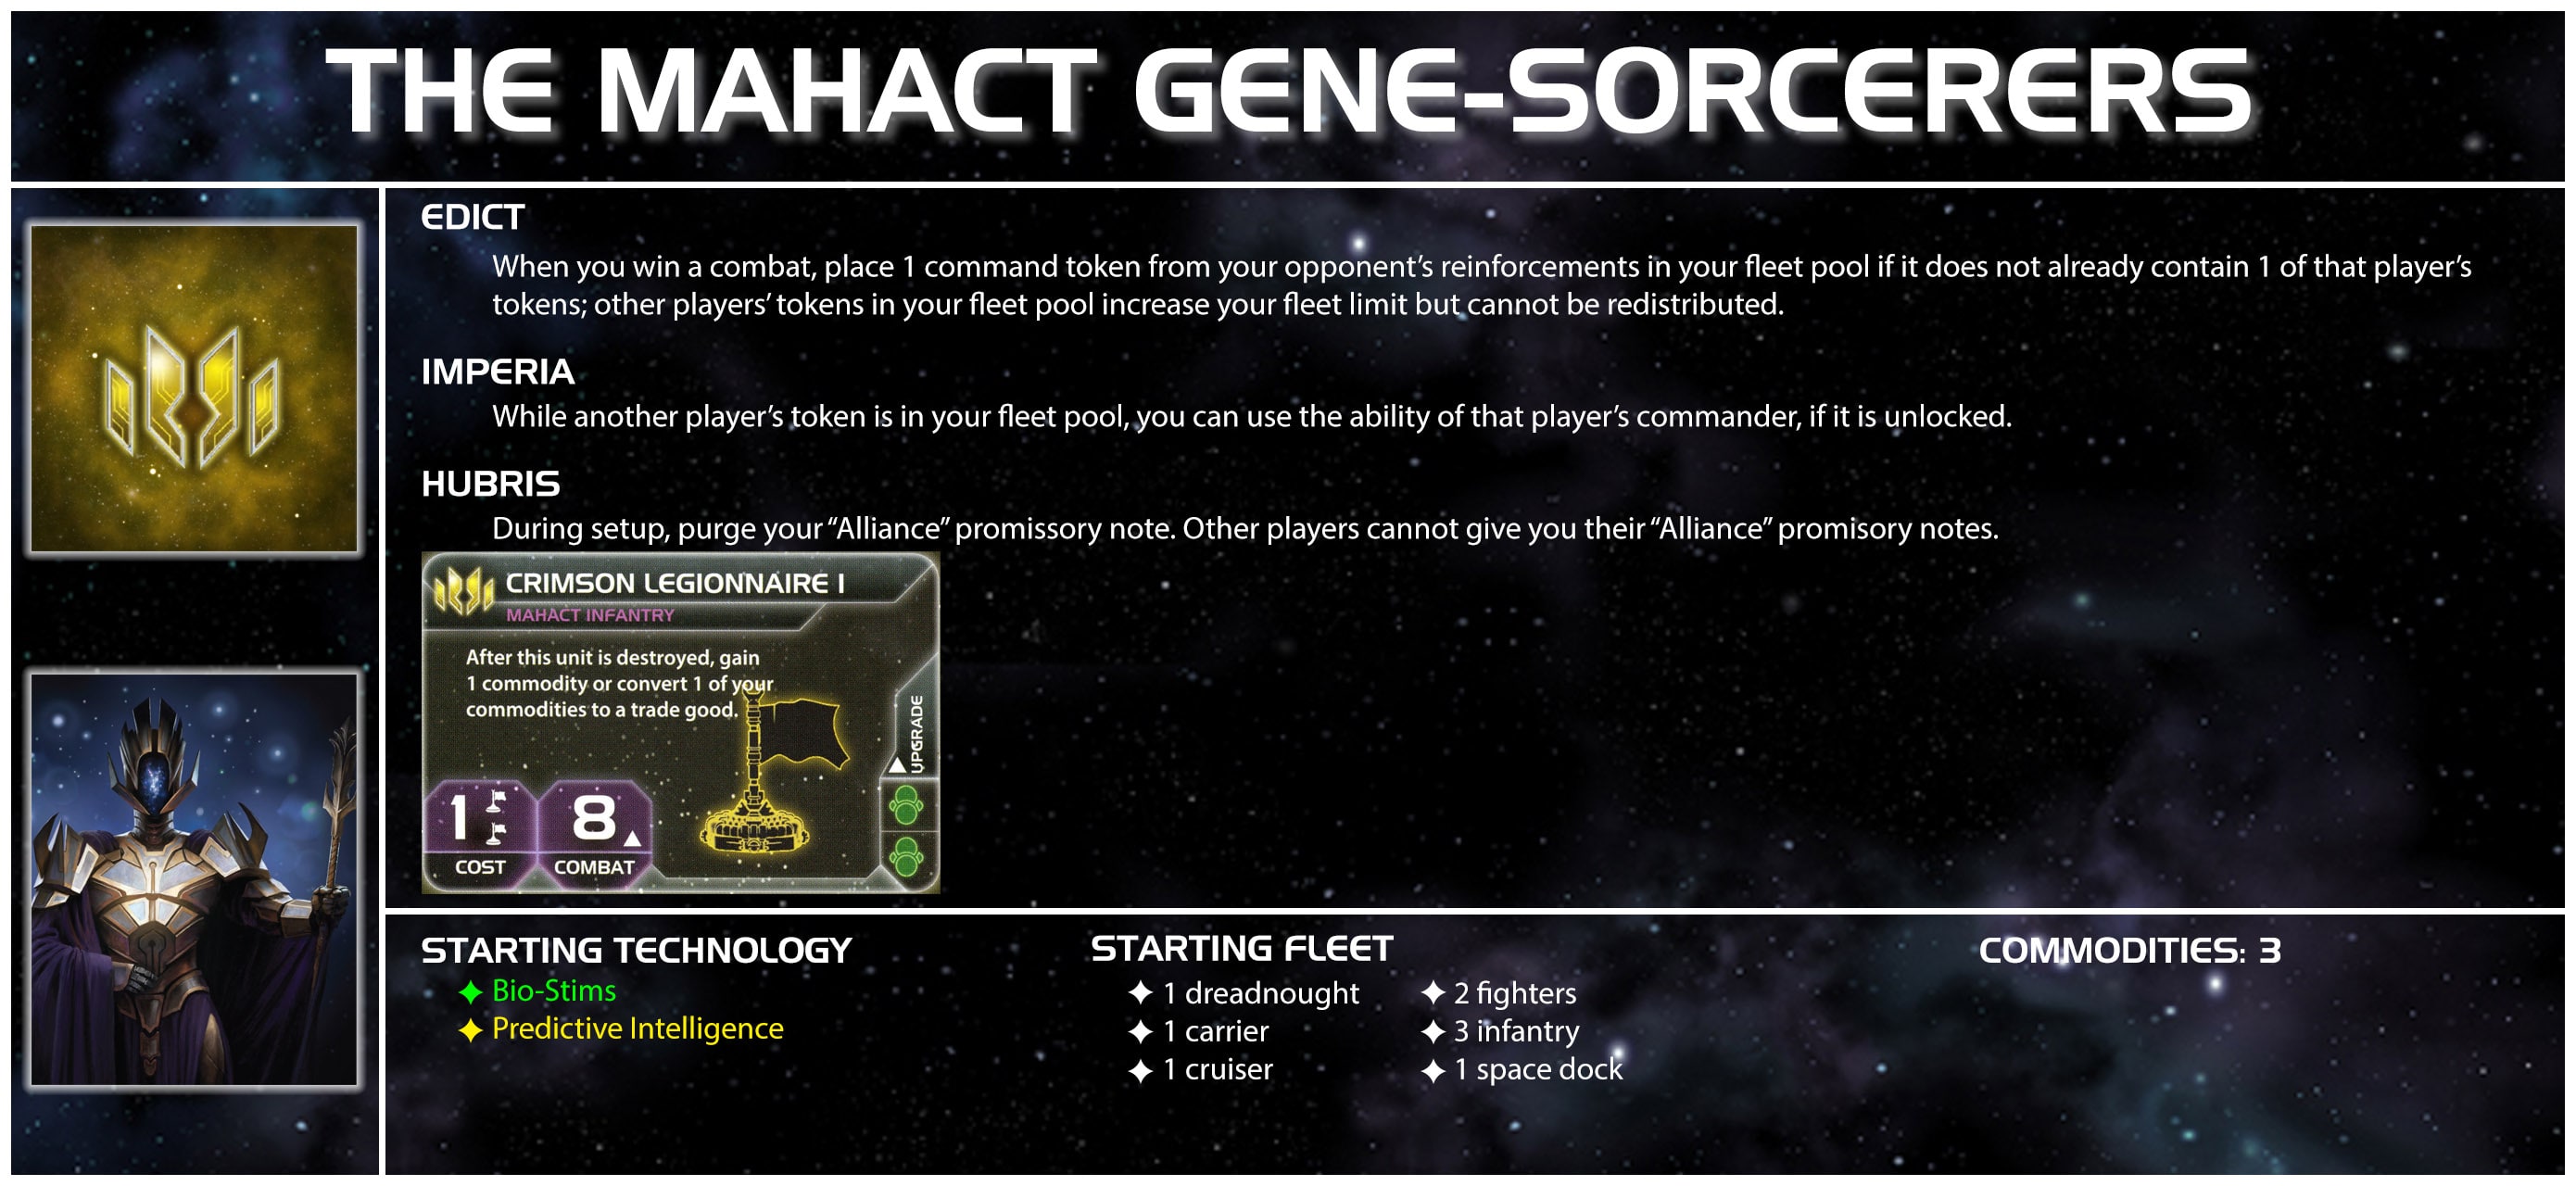 THE MAHACT GENE-SORCERERS
EDICT
When you win a combat, place 1 command token from your opponent’s reinforcements in your fleet pool if it does not already contain 1 of that player’s
tokens; other players’ tokens in your fleet pool increase your fleet limit but cannot be redistributed.
IMPERIA
While another player’s token is in your fleet pool, you can use the ability of that player’s commander, if it is unlocked.
HUBRIS
During setup, purge your “Alliance” promissory note. Other players cannot give you their “Alliance” promisory notes.
CRIMSON LEGIONNAIRE I
MAHACT INFANTRY
After this unit is destroyed, gain
1 commodity or convert 1 of your
commodities to a trade good.
UPGRADE
1 8
COST COMBAT
STARTING TECHNOLOGY
Bio-Stims
Predictive Intelligence
STARTING FLEET
1 dreadnought
1 carrier
1 cruiser
2 fighters
3 infantry
1 space dock
COMMODITIES: 3